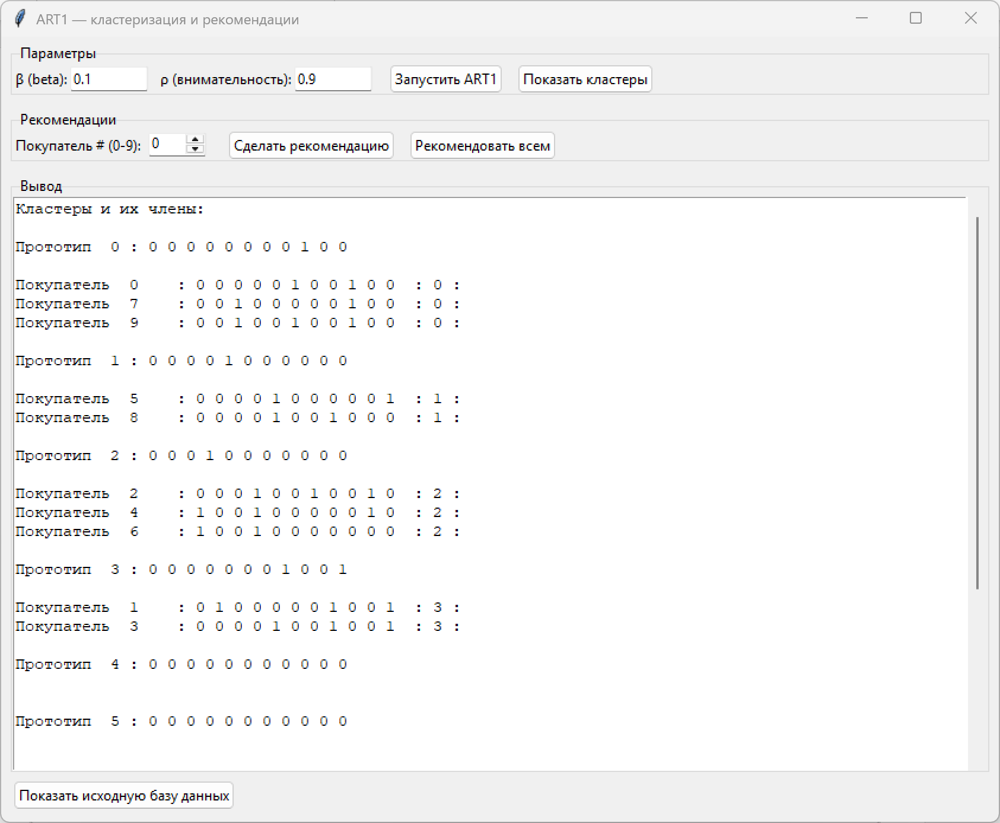 ART1 — кластеризация и рекомендации
Параметры
β (beta): 0.1 ρ (внимательность): 0.9 Запустить ART1 Показать кластеры
Рекомендации
Покупатель # (0-9): 0 Сделать рекомендацию Рекомендовать всем
Вывод
Кластеры и их члены:
Прототип 0 : 0 0 0 0 0 0 0 0 1 0 0
Покупатель 0 : 0 0 0 0 0 1 0 0 1 0 0 : 0 :
Покупатель 7 : 0 0 1 0 0 0 0 0 1 0 0 : 0 :
Покупатель 9 : 0 0 1 0 0 1 0 0 1 0 0 : 0 :
Прототип 1 : 0 0 0 0 1 0 0 0 0 0 0
Покупатель 5 : 0 0 0 0 1 0 0 0 0 0 1 : 1 :
Покупатель 8 : 0 0 0 0 1 0 0 1 0 0 0 : 1 :
Прототип 2 : 0 0 0 1 0 0 0 0 0 0 0
Покупатель 2 : 0 0 0 1 0 0 1 0 0 1 0 : 2 :
Покупатель 4 : 1 0 0 1 0 0 0 0 0 1 0 : 2 :
Покупатель 6 : 1 0 0 1 0 0 0 0 0 0 0 : 2 :
Прототип 3 : 0 0 0 0 0 0 0 1 0 0 1
Покупатель 1 : 0 1 0 0 0 0 0 1 0 0 1 : 3 :
Покупатель 3 : 0 0 0 0 1 0 0 1 0 0 1 : 3 :
Прототип 4 : 0 0 0 0 0 0 0 0 0 0 0
Прототип 5 : 0 0 0 0 0 0 0 0 0 0 0
Показать исходную базу данных